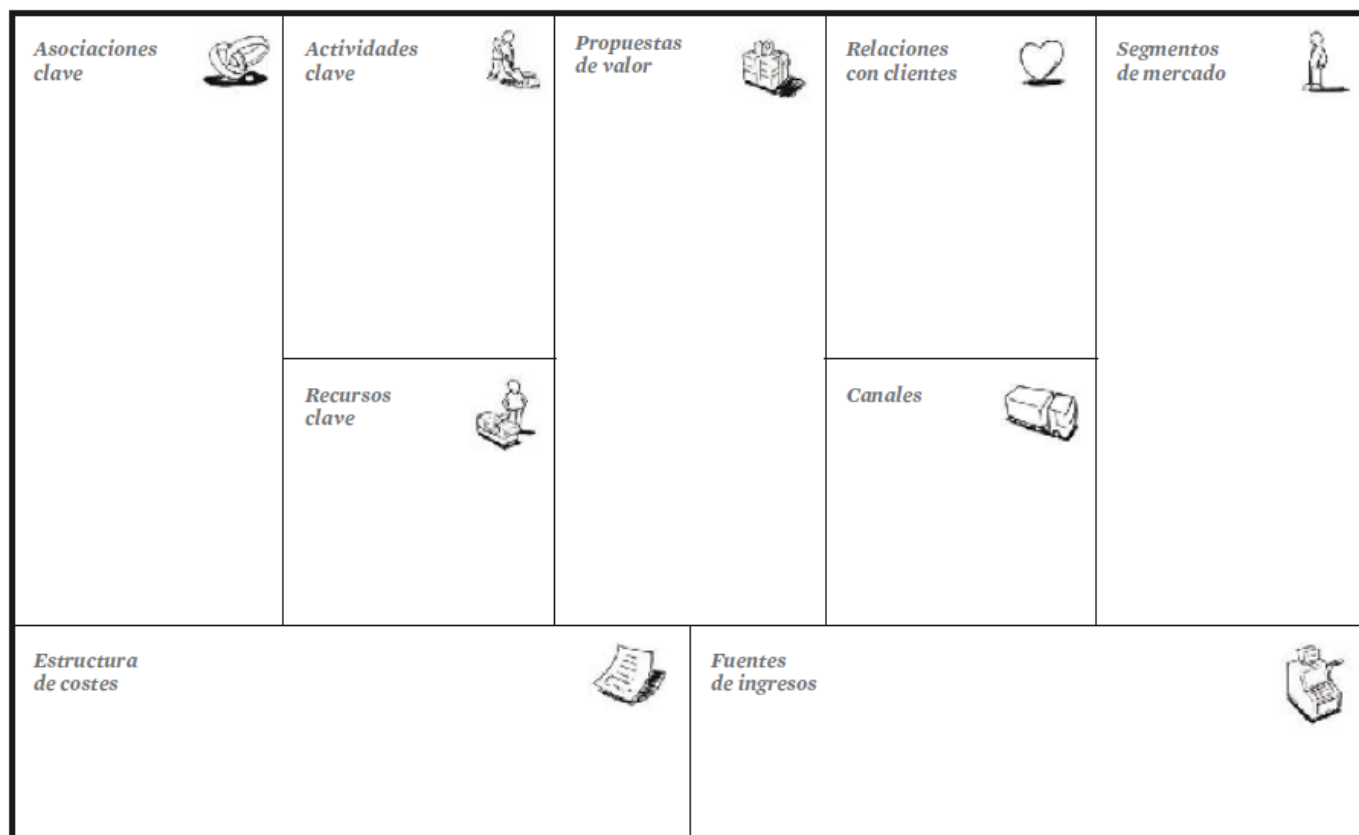 Asociaciones
clave
Actividades
clave
Propuestas
de valor
Relaciones
con clientes
Segmentos
de mercado
Recursos
clave
Canales
Estructura
de costes
Fuentes
de ingresos